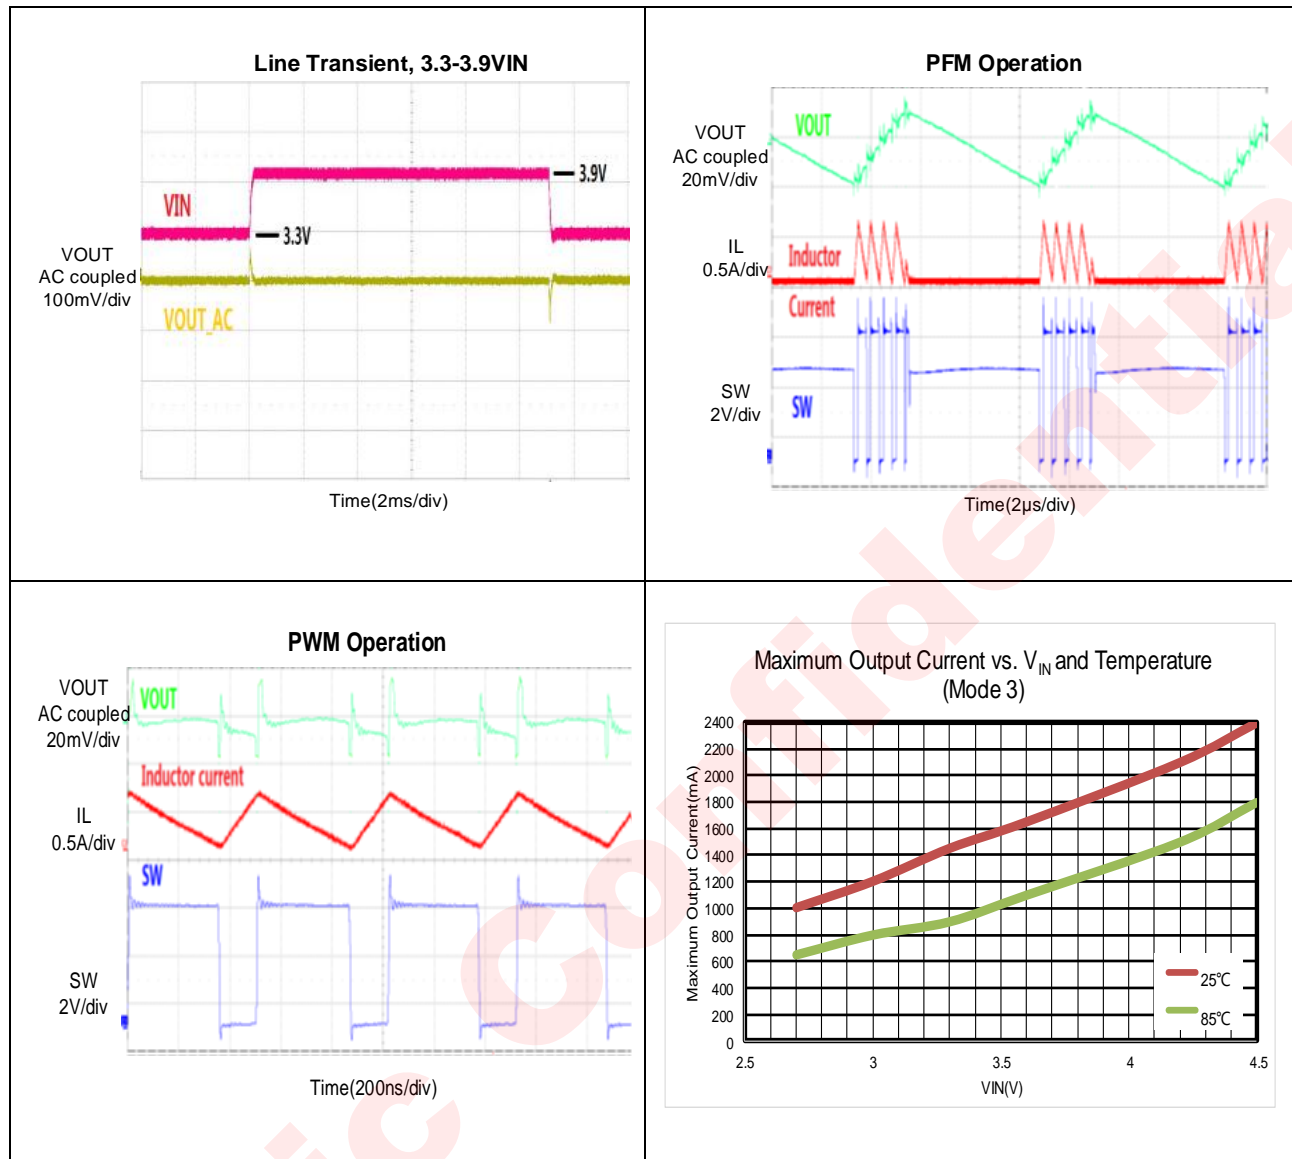 Line Transient, 3.3-3.9VIN
3.9V
VIN
3.3V
VOUT
AC coupled
100mV/div
VOUT_AC
Time(2ms/div)
PFM Operation
VOUT
VOUT
AC coupled
20mV/div
IL
0.5A/div
Inductor
Current
SW
2V/div
SW
Time(2µs/div)
PWM Operation
VOUT
AC coupled
20mV/div
VOUT
Inductor current
IL
0.5A/div
SW
SW
2V/div
Time(200ns/div)
Maximum Output Current vs. VIN and Temperature
(Mode 3)
Maximum Output Current(mA)
2400
2200
2000
1800
1600
1400
1200
1000
800
600
400
200
0
2.5 3 3.5 4 4.5
VIN(V)
25℃
85℃
ic Confidential